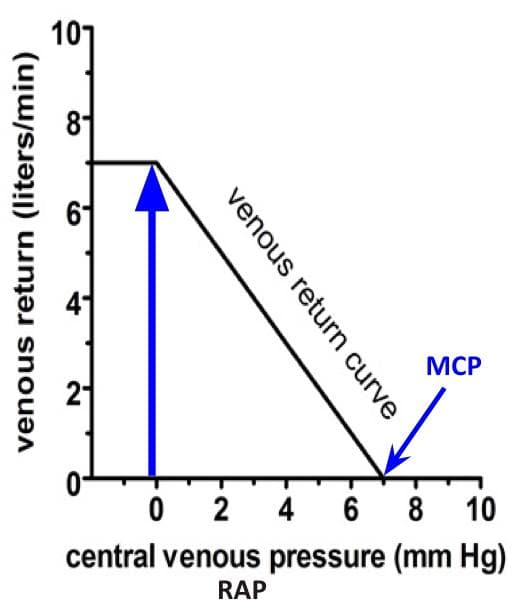 venous return (liters/min)
10
8
6
4
2
0
venous return curve
MCP
0 2 4 6 8 10
central venous pressure (mm Hg)
RAP